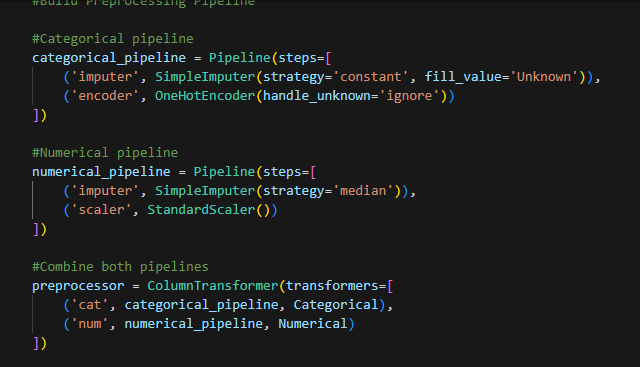 #Build Preprocessing Pipeline
#Categorical pipeline
categorical_pipeline = Pipeline(steps=[
    ('imputer', SimpleImputer(strategy='constant', fill_value='Unknown')),
    ('encoder', OneHotEncoder(handle_unknown='ignore'))
])
#Numerical pipeline
numerical_pipeline = Pipeline(steps=[
    ('imputer', SimpleImputer(strategy='median')),
    ('scaler', StandardScaler())
])
#Combine both pipelines
preprocessor = ColumnTransformer(transformers=[
    ('cat', categorical_pipeline, Categorical),
    ('num', numerical_pipeline, Numerical)
])